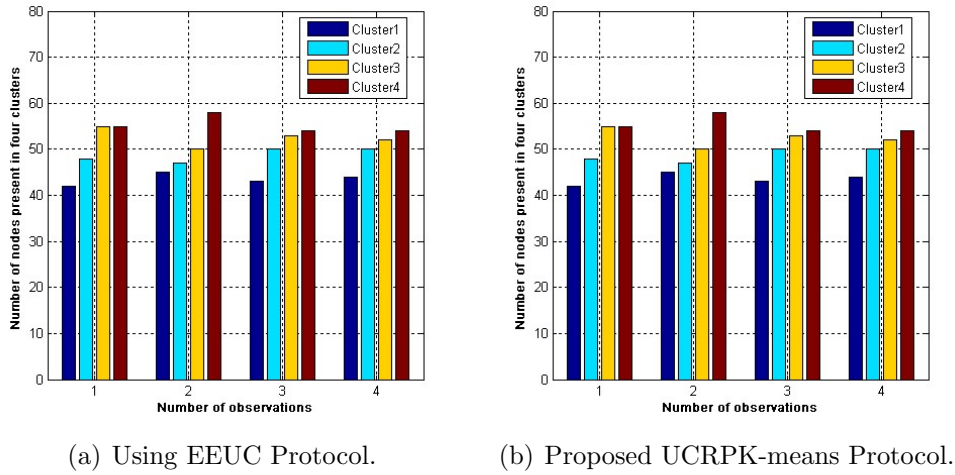 80
70
60
50
40
30
20
10
0
Number of nodes present in four clusters
Cluster1
Cluster2
Cluster3
Cluster4
1 2 3 4
Number of observations
(a) Using EEUC Protocol.
80
70
60
50
40
30
20
10
0
Number of nodes present in four clusters
Cluster1
Cluster2
Cluster3
Cluster4
1 2 3 4
Number of observations
(b) Proposed UCRPK-means Protocol.